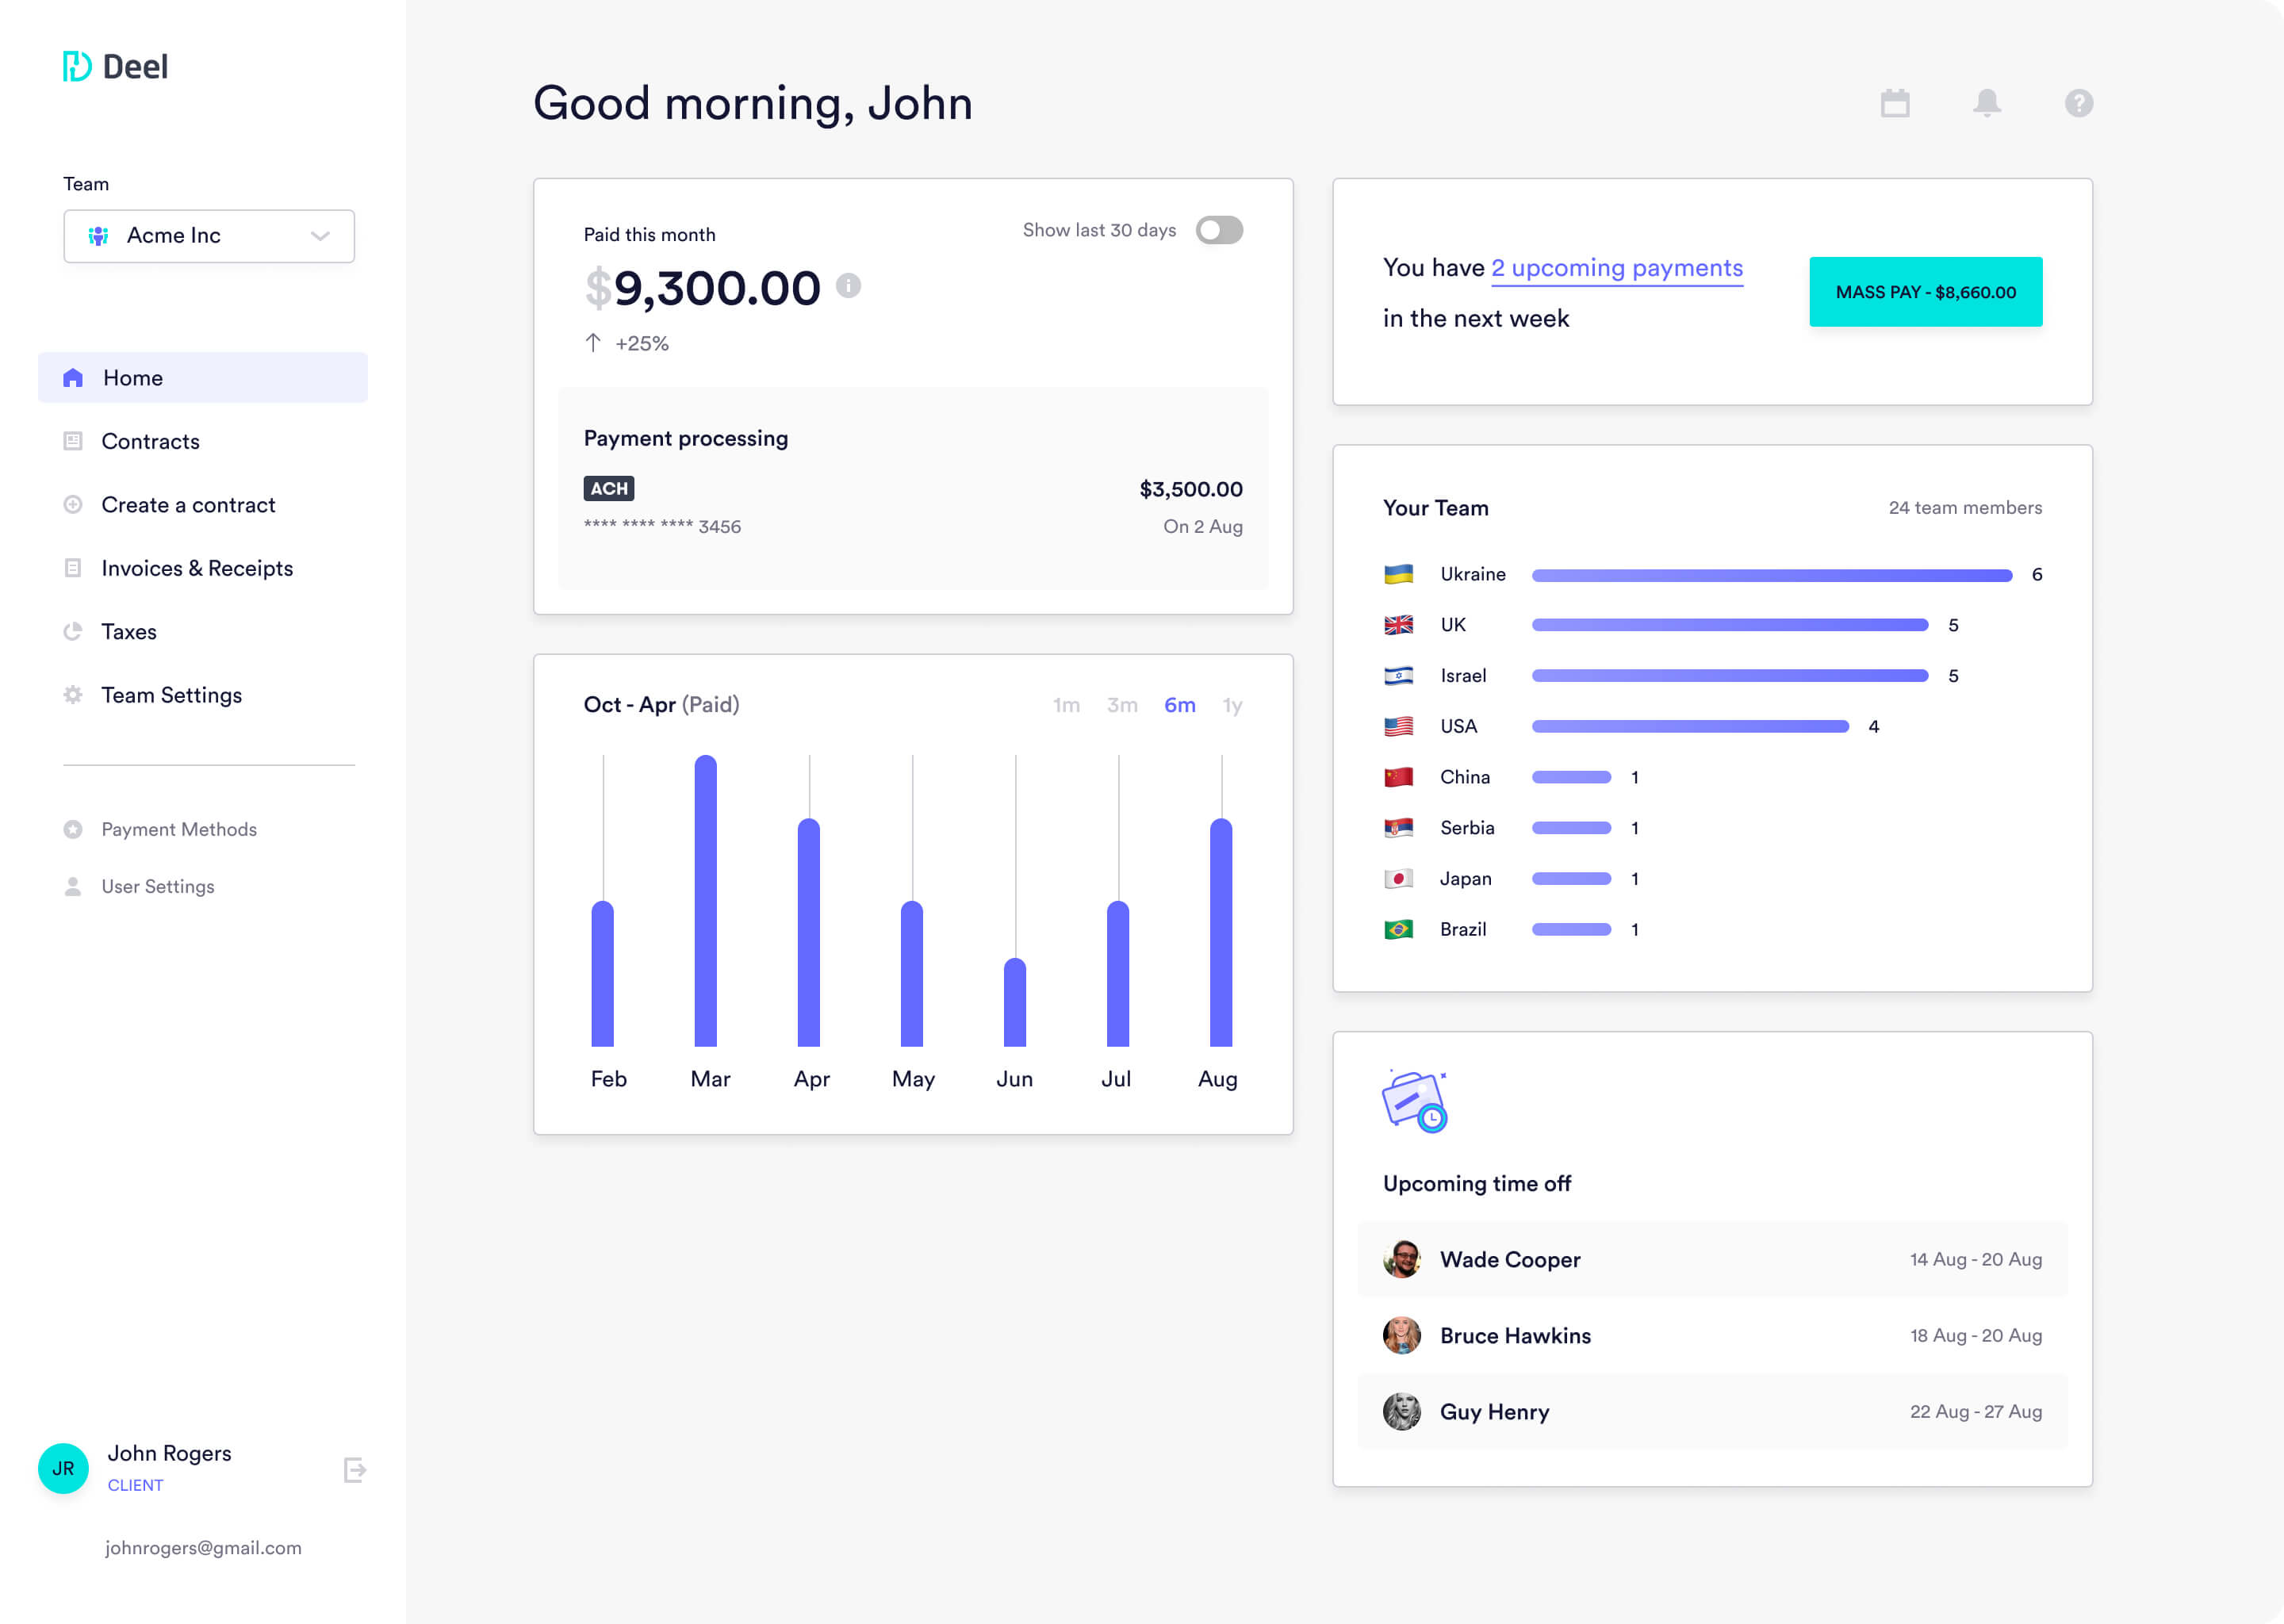 Deel
Team
Acme Inc
Home
Contracts
Create a contract
Invoices & Receipts
Taxes
Team Settings
Payment Methods
User Settings
JR
John Rogers
CLIENT
johnrogers@gmail.com
Good morning, John
?
Paid this month
Show last 30 days
$9,300.00 i
+25%
Payment processing
ACH
$3,500.00
**** **** **** 3456
On 2 Aug
Oct - Apr (Paid)
1m 3m 6m 1y
Feb Mar Apr May Jun Jul Aug
You have 2 upcoming payments
in the next week
MASS PAY - $8,660.00
Your Team
24 team members
Ukraine 6
UK 5
Israel 5
USA 4
China 1
Serbia 1
Japan 1
Brazil 1
Upcoming time off
Wade Cooper 14 Aug - 20 Aug
Bruce Hawkins 18 Aug - 20 Aug
Guy Henry 22 Aug - 27 Aug